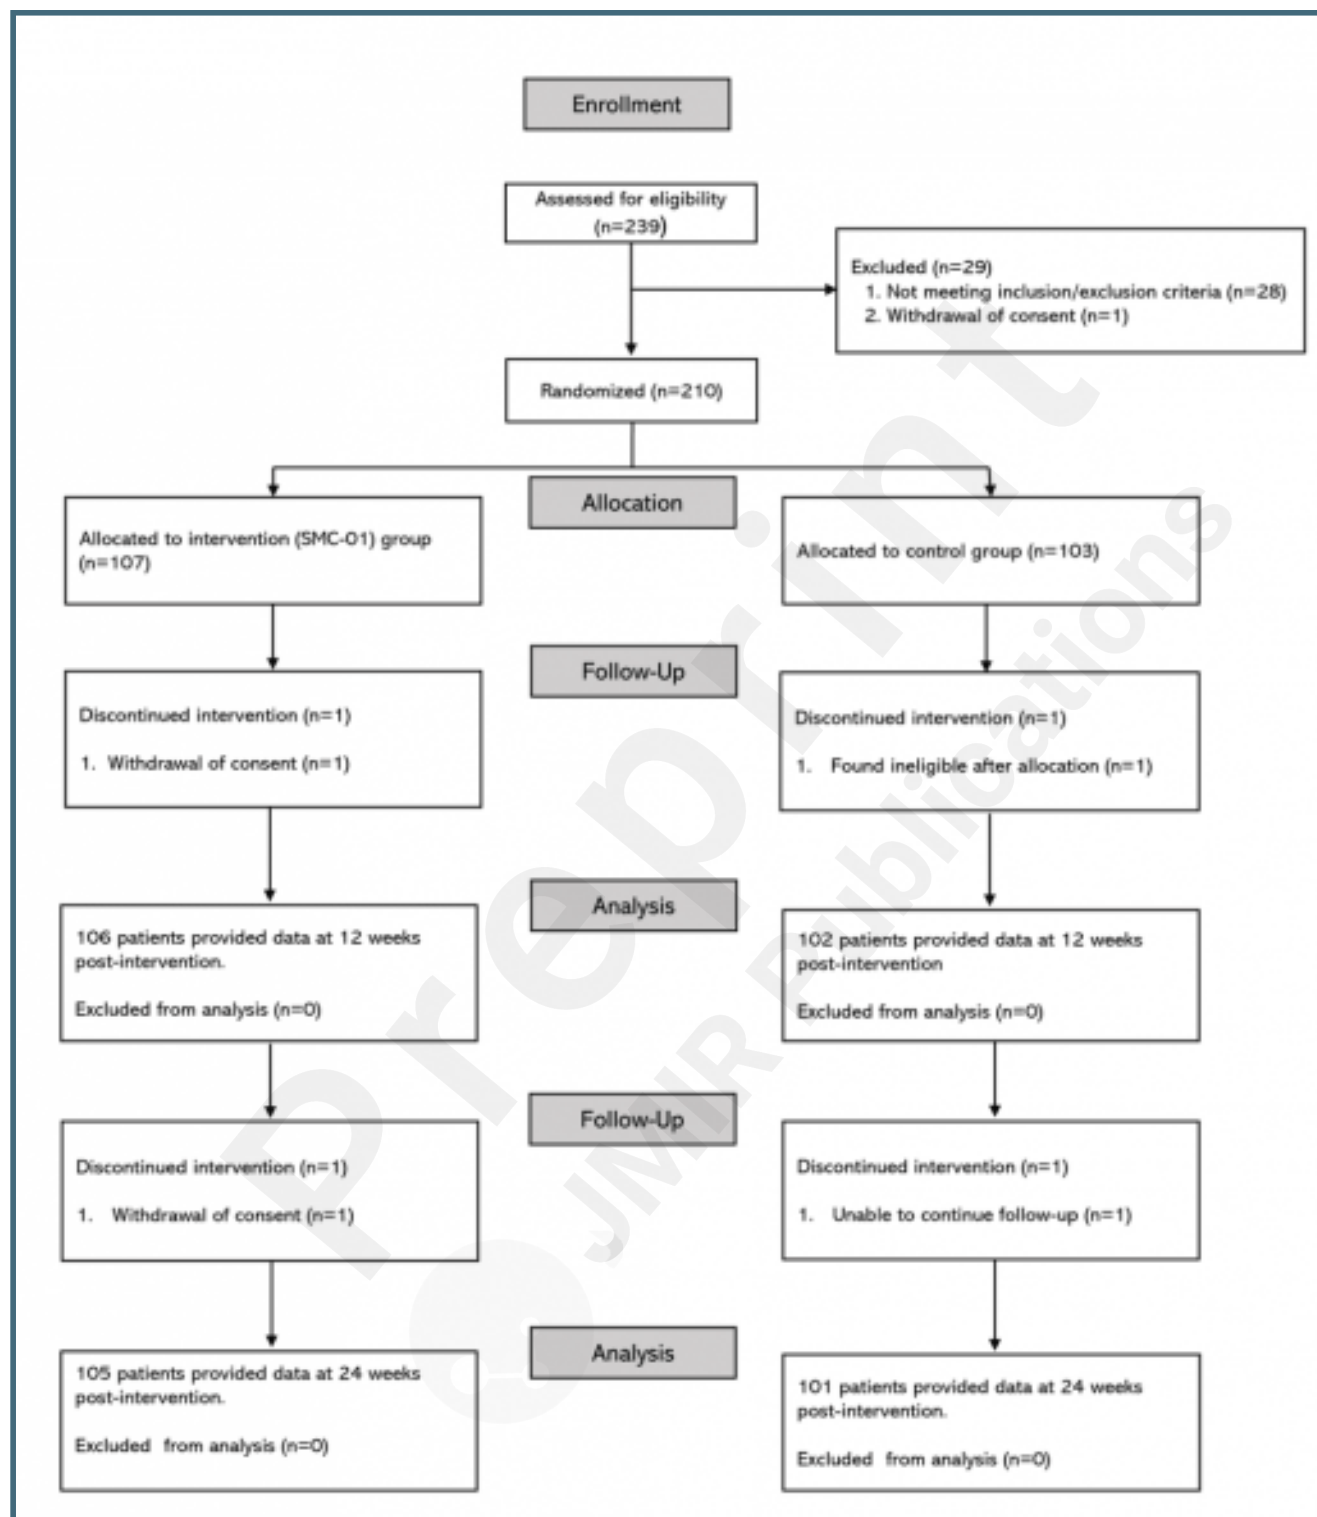 Enrollment
Assessed for eligibility
(n=239)
Excluded (n=29)
1. Not meeting inclusion/exclusion criteria (n=28)
2. Withdrawal of consent (n=1)
Randomized (n=210)
Allocation
Allocated to intervention (SMC-01) group
(n=107)
Allocated to control group (n=103)
Follow-Up
Discontinued intervention (n=1)
1. Withdrawal of consent (n=1)
Discontinued intervention (n=1)
1. Found ineligible after allocation (n=1)
Analysis
106 patients provided data at 12 weeks
post-intervention.
Excluded from analysis (n=0)
102 patients provided data at 12 weeks
post-intervention
Excluded from analysis (n=0)
Follow-Up
Discontinued intervention (n=1)
1. Withdrawal of consent (n=1)
Discontinued intervention (n=1)
1. Unable to continue follow-up (n=1)
Analysis
105 patients provided data at 24 weeks
post-intervention.
Excluded from analysis (n=0)
101 patients provided data at 24 weeks
post-intervention.
Excluded from analysis (n=0)
Preprint
JMIR Publications